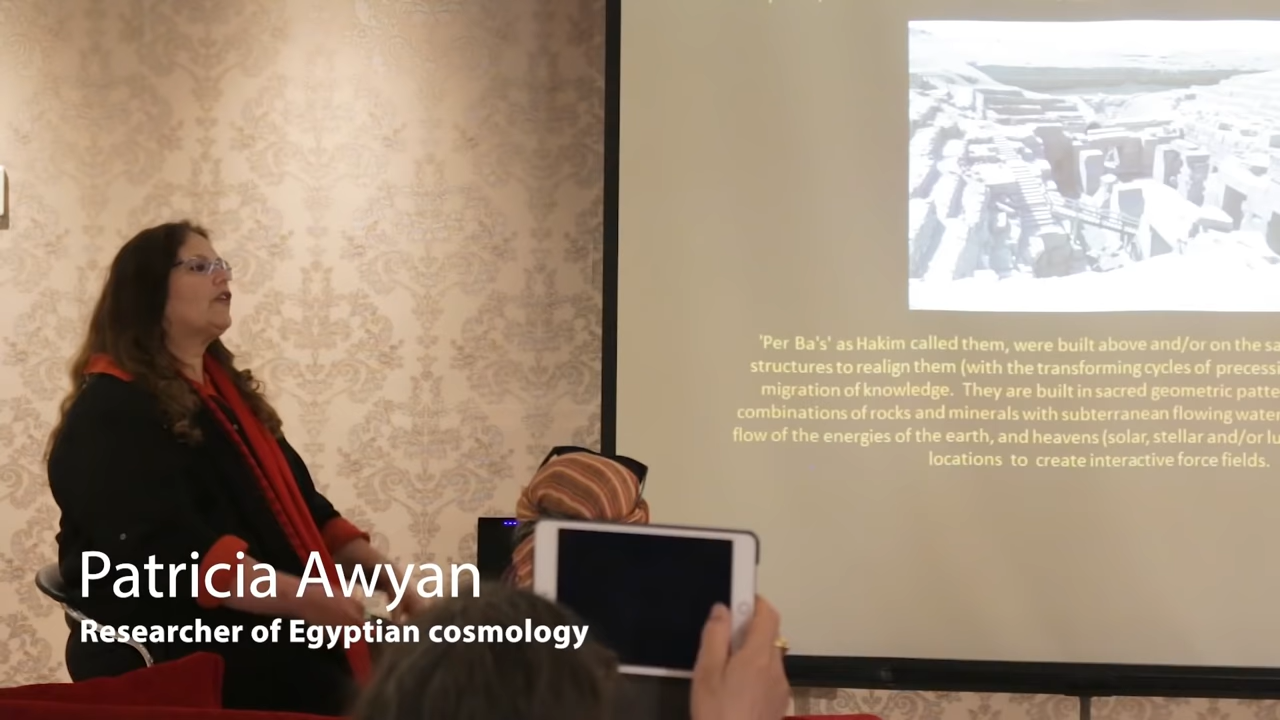 'Per Ba's' as Hakim called them, were built above and/or on the sa
structures to realign them (with the transforming cycles of precessi
migration of knowledge. They are built in sacred geometric patte
combinations of rocks and minerals with subterranean flowing water
flow of the energies of the earth, and heavens (solar, stellar and/or lu
locations to create interactive force fields.
Patricia Awyan
Researcher of Egyptian cosmology